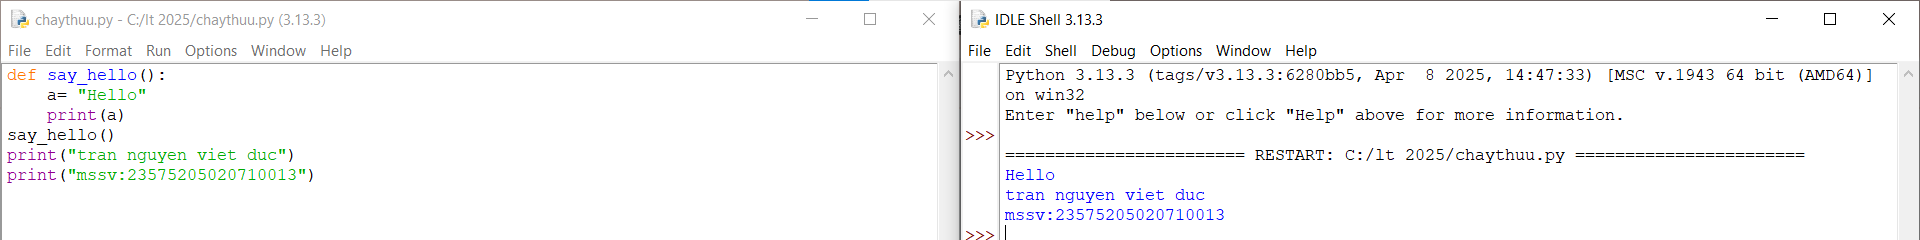 chaythuu.py - C:/lt 2025/chaythuu.py (3.13.3)
File Edit Format Run Options Window Help
def say_hello():
    a= "Hello"
    print(a)
say_hello()
print("tran nguyen viet duc")
print("mssv:23575205020710013")
IDLE Shell 3.13.3
File Edit Shell Debug Options Window Help
Python 3.13.3 (tags/v3.13.3:6280bb5, Apr  8 2025, 14:47:33) [MSC v.1943 64 bit (AMD64)]
on win32
Enter "help" below or click "Help" above for more information.
>>>
======================== RESTART: C:/lt 2025/chaythuu.py =======================
Hello
tran nguyen viet duc
mssv:23575205020710013
>>>